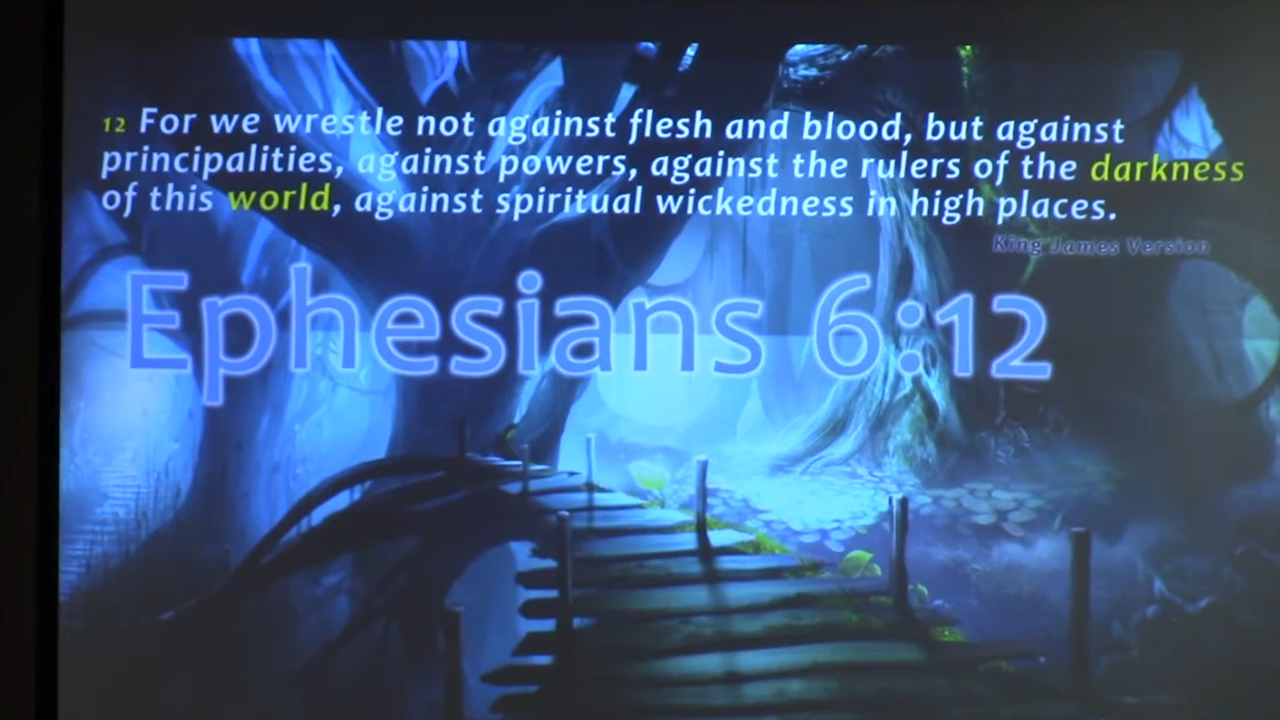 12 For we wrestle not against flesh and blood, but against
principalities, against powers, against the rulers of the darkness
of this world, against spiritual wickedness in high places.
King James Version
Ephesians 6:12